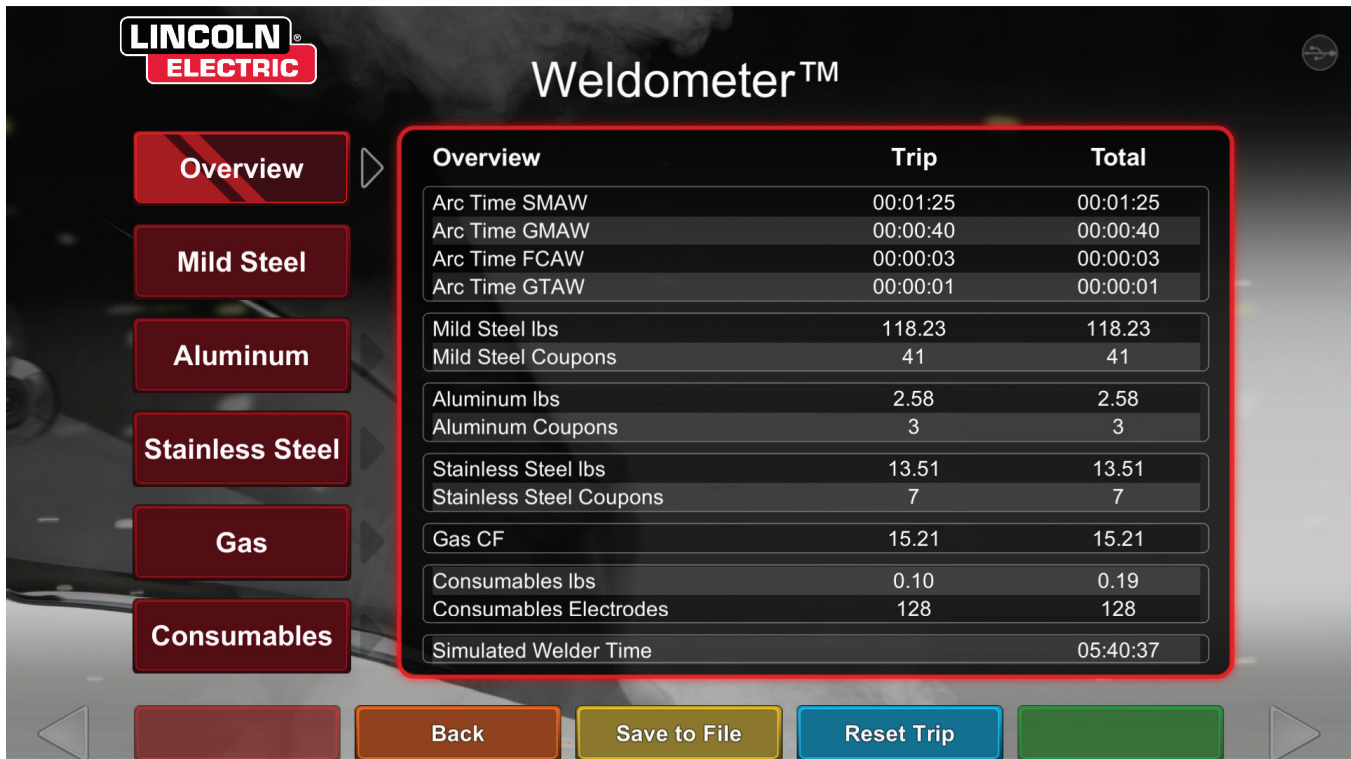 LINCOLN ®
ELECTRIC
Weldometer™
Overview
Mild Steel
Aluminum
Stainless Steel
Gas
Consumables
Overview Trip Total
Arc Time SMAW 00:01:25 00:01:25
Arc Time GMAW 00:00:40 00:00:40
Arc Time FCAW 00:00:03 00:00:03
Arc Time GTAW 00:00:01 00:00:01
Mild Steel lbs 118.23 118.23
Mild Steel Coupons 41 41
Aluminum lbs 2.58 2.58
Aluminum Coupons 3 3
Stainless Steel lbs 13.51 13.51
Stainless Steel Coupons 7 7
Gas CF 15.21 15.21
Consumables lbs 0.10 0.19
Consumables Electrodes 128 128
Simulated Welder Time 05:40:37
Back Save to File Reset Trip